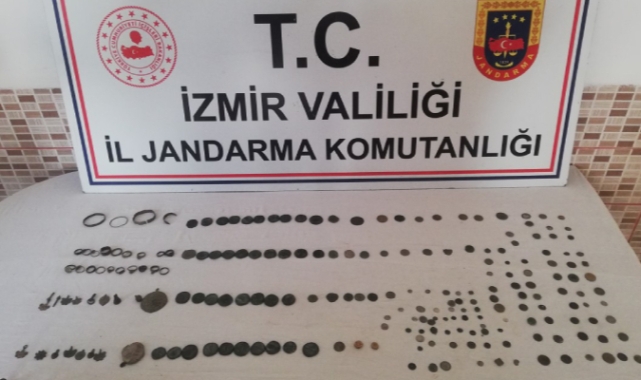 T.C.
İZMİR VALİLİĞİ
İL JANDARMA KOMUTANLIĞI
JANDARMA